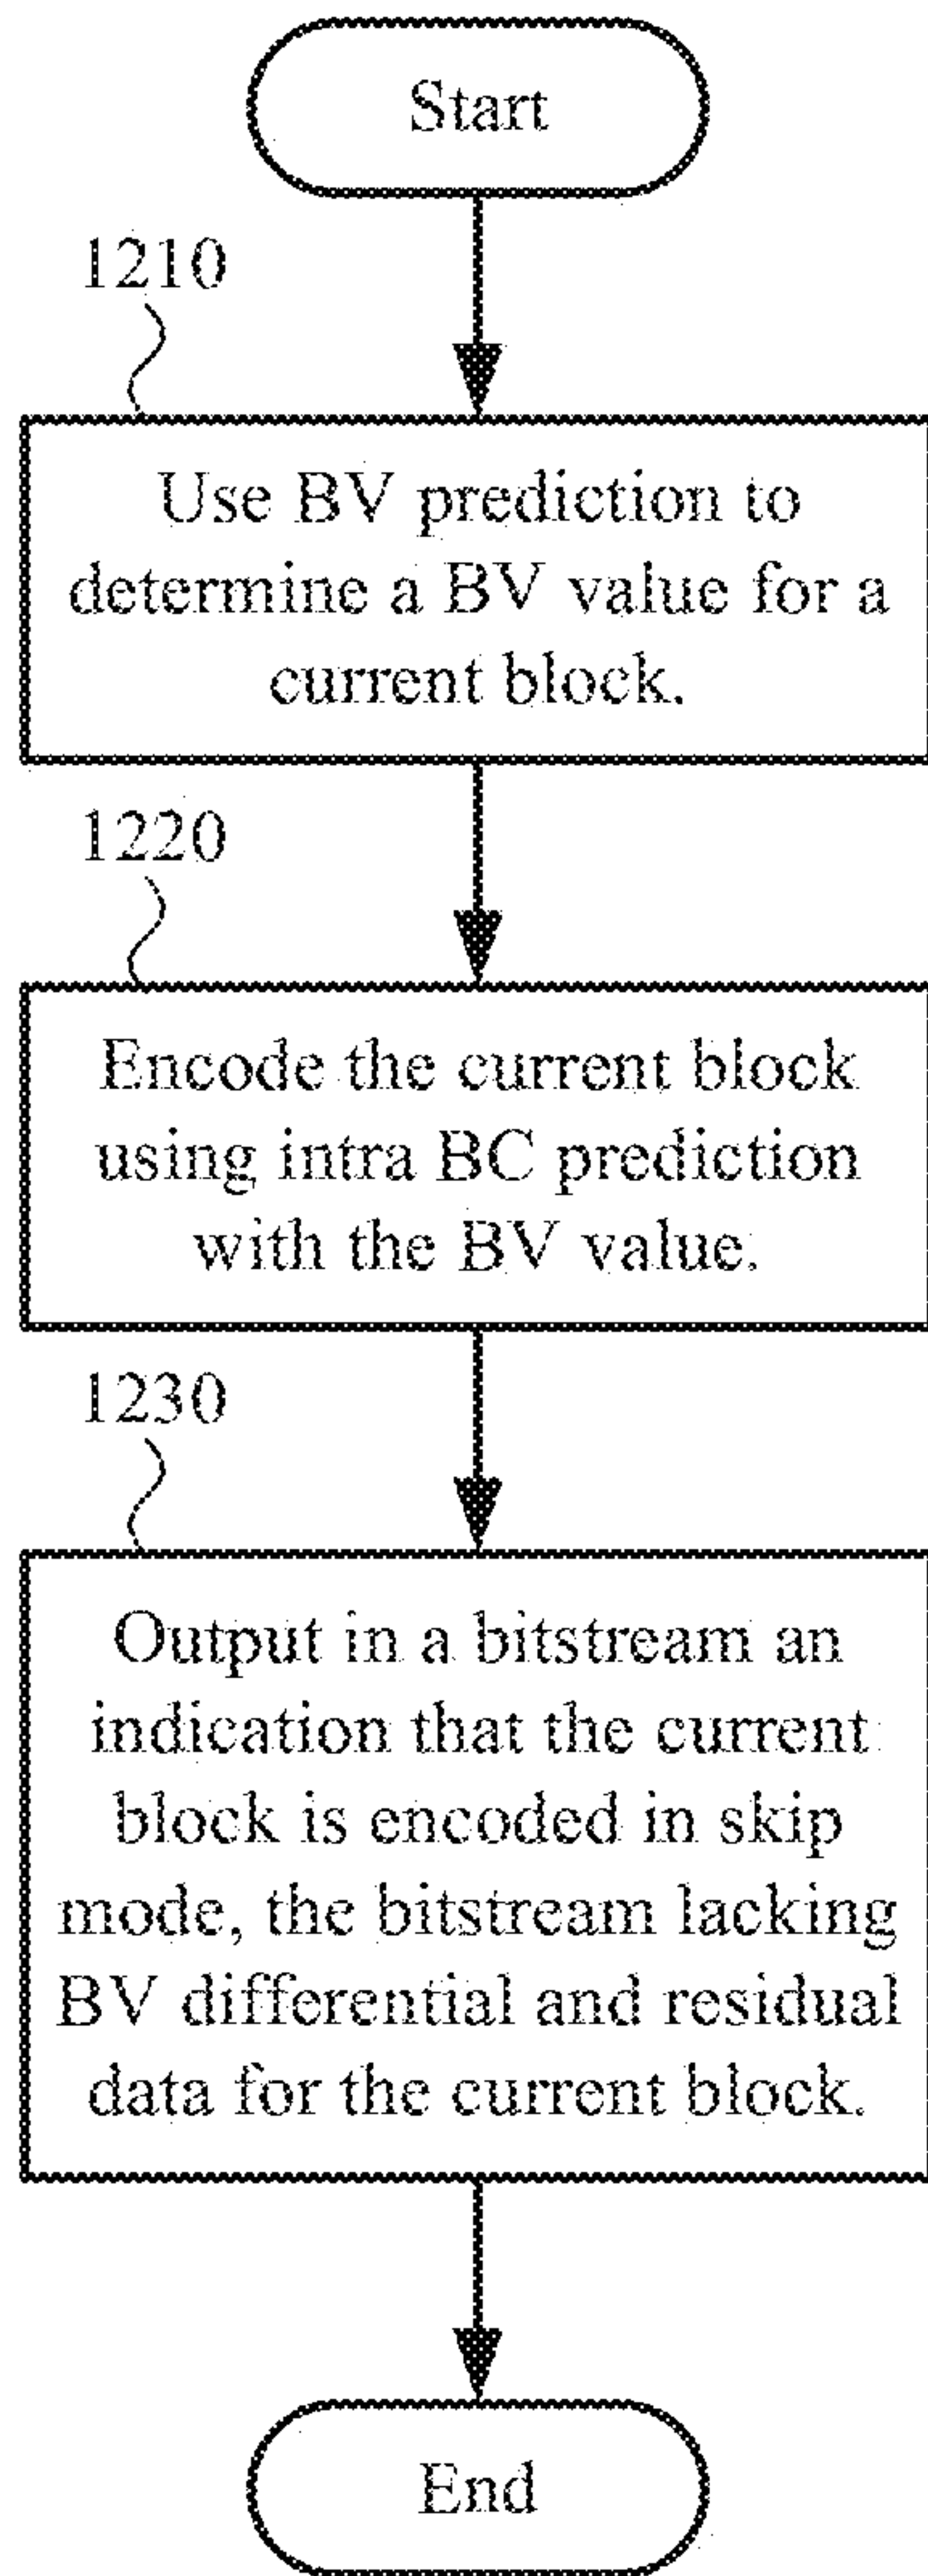 Start
1210
Use BV prediction to
determine a BV value for a
current block.
1220
Encode the current block
using intra BC prediction
with the BV value.
1230
Output in a bitstream an
indication that the current
block is encoded in skip
mode, the bitstream lacking
BV differential and residual
data for the current block.
End